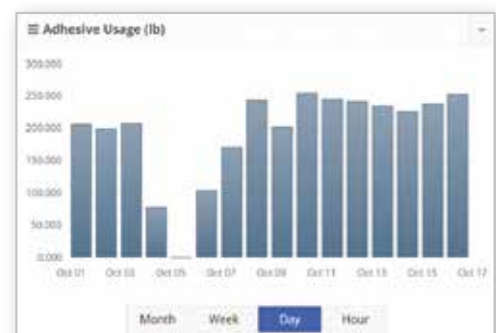 Adhesive Usage (lb)
300.000
250.000
200.000
150.000
100.000
50.000
0.000
Oct 01 Oct 03 Oct 05 Oct 07 Oct 09 Oct 11 Oct 13 Oct 15 Oct 17
Month Week Day Hour